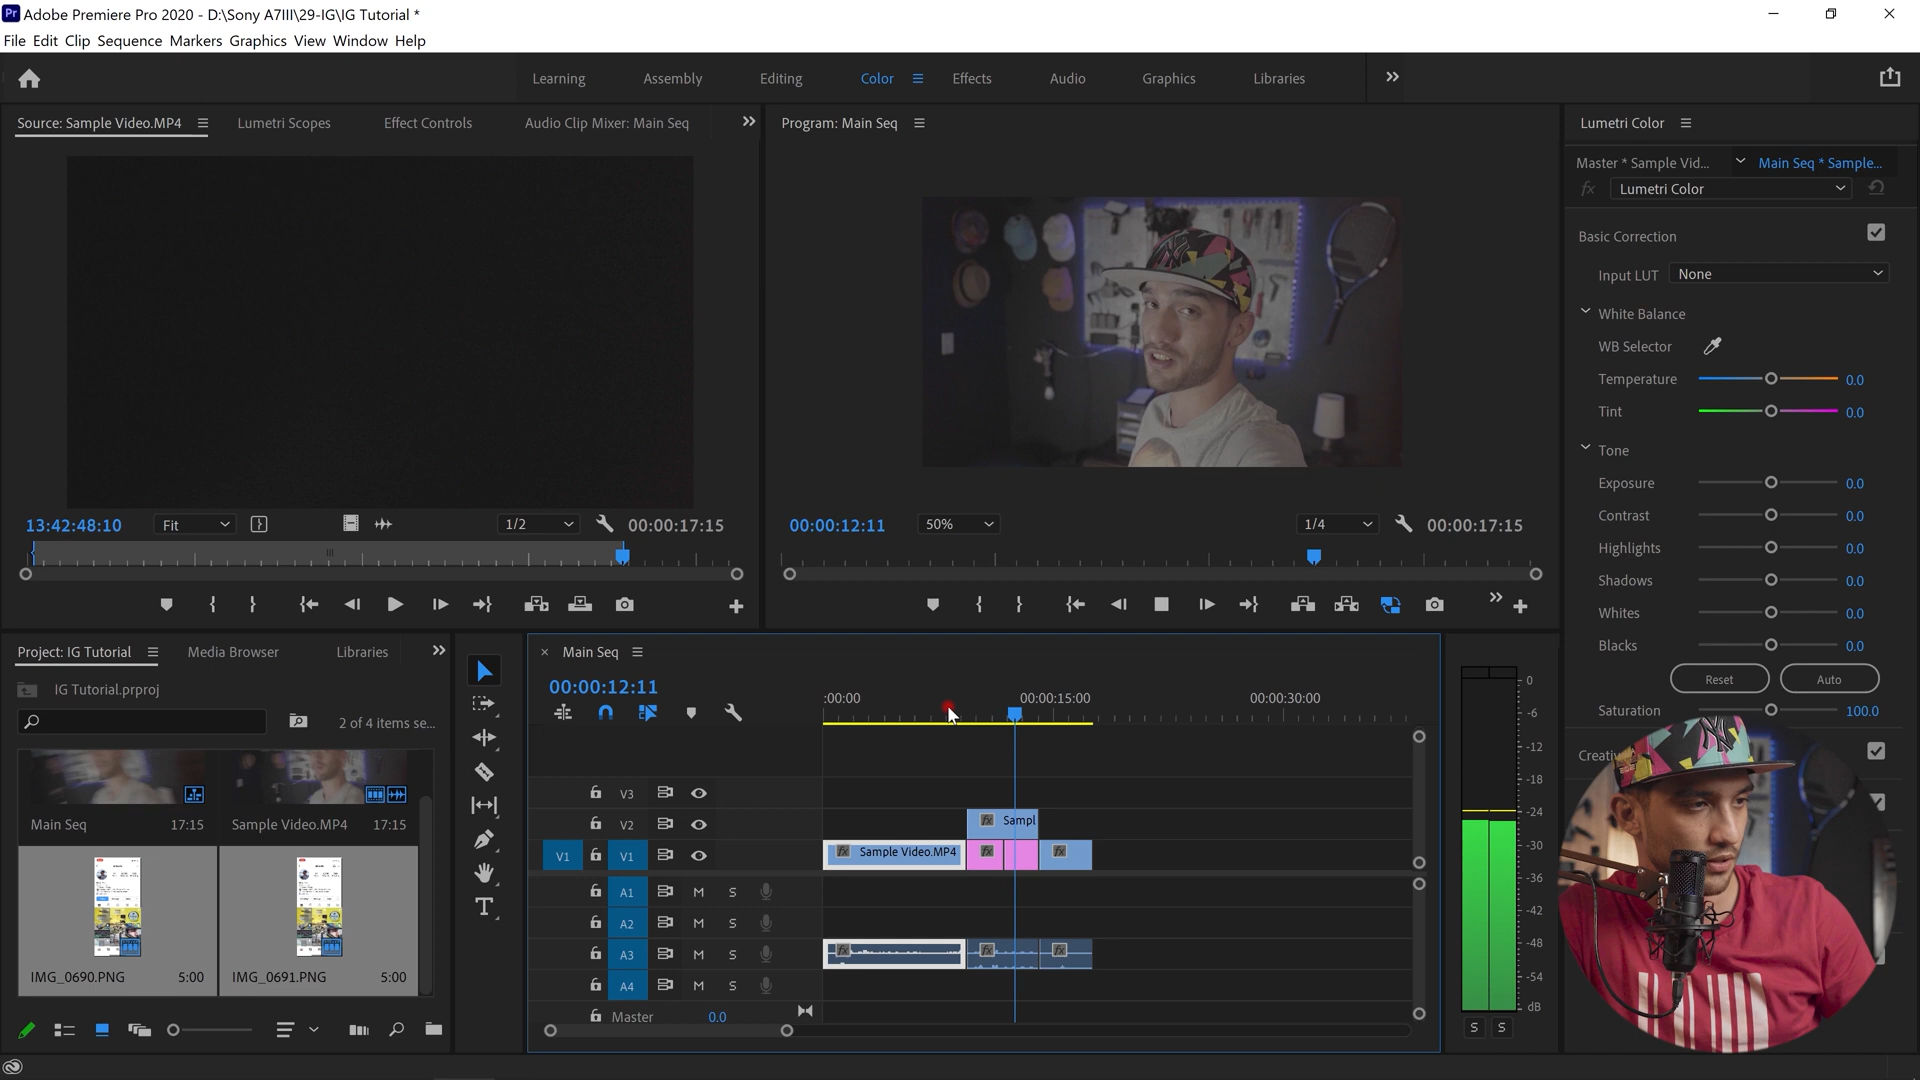 Pr Adobe Premiere Pro 2020 - D:\Sony A7III\29-IG\IG Tutorial *
File Edit Clip Sequence Markers Graphics View Window Help
Learning Assembly Editing Color Effects Audio Graphics Libraries
Source: Sample Video.MP4 Lumetri Scopes Effect Controls Audio Clip Mixer: Main Seq
Program: Main Seq
Lumetri Color
Master * Sample Vid... Main Seq * Sample...
fx Lumetri Color
Basic Correction
Input LUT None
White Balance
WB Selector
Temperature 0.0
Tint 0.0
Tone
Exposure 0.0
Contrast 0.0
Highlights 0.0
Shadows 0.0
Whites 0.0
Blacks 0.0
Reset Auto
Saturation 100.0
13:42:48:10 Fit 1/2 00:00:17:15
00:00:12:11 50% 1/4 00:00:17:15
Project: IG Tutorial Media Browser Libraries
IG Tutorial.prproj
2 of 4 items se...
Main Seq 17:15
Sample Video.MP4 17:15
IMG_0690.PNG 5:00
IMG_0691.PNG 5:00
Main Seq
00:00:12:11
:00:00 00:00:15:00 00:00:30:00
V3
V2 fx Sampl
V1 V1 fx Sample Video.MP4 fx fx
A1 M S
A2 M S
A3 M S fx fx fx
A4 M S
Master 0.0
0
-6
-12
-18
-24
-30
-36
-42
-48
-54
dB
S S